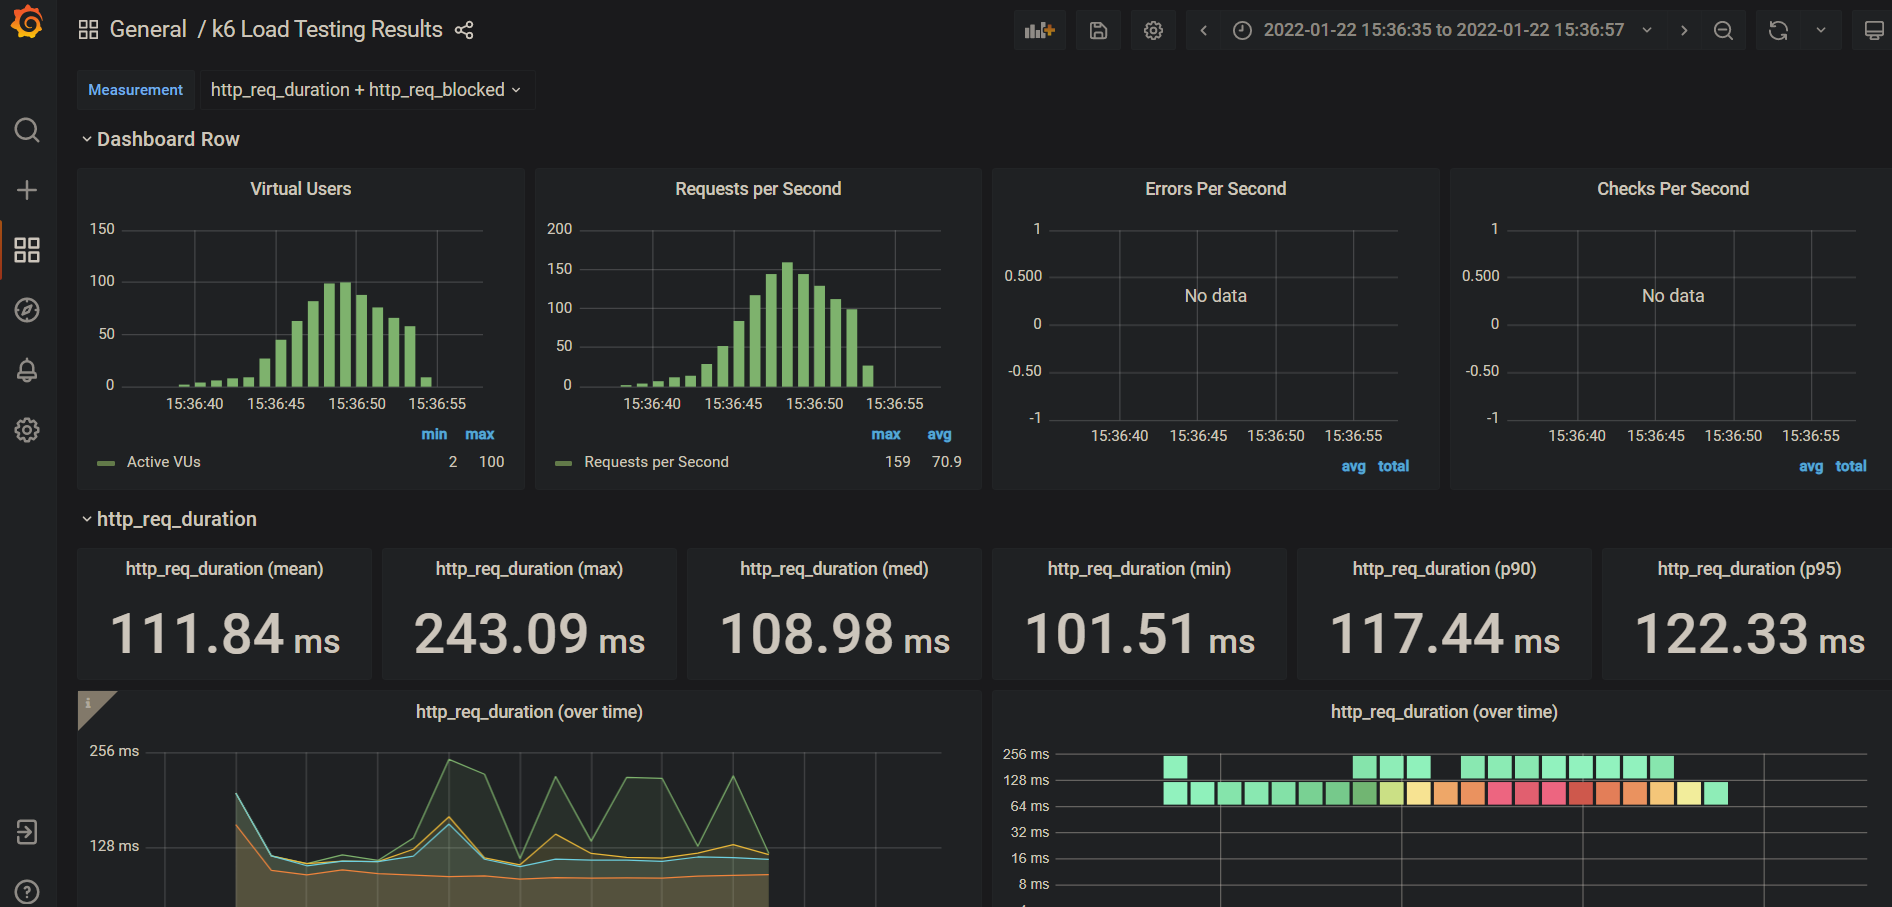 General / k6 Load Testing Results
2022-01-22 15:36:35 to 2022-01-22 15:36:57
Measurement
http_req_duration + http_req_blocked
Dashboard Row
Virtual Users
150
100
50
0
15:36:40 15:36:45 15:36:50 15:36:55
min max
Active VUs 2 100
Requests per Second
200
150
100
50
0
15:36:40 15:36:45 15:36:50 15:36:55
max avg
Requests per Second 159 70.9
Errors Per Second
1
0.500
No data
0
-0.50
-1
15:36:40 15:36:45 15:36:50 15:36:55
avg total
Checks Per Second
1
0.500
No data
0
-0.50
-1
15:36:40 15:36:45 15:36:50 15:36:55
avg total
http_req_duration
http_req_duration (mean)
111.84 ms
http_req_duration (max)
243.09 ms
http_req_duration (med)
108.98 ms
http_req_duration (min)
101.51 ms
http_req_duration (p90)
117.44 ms
http_req_duration (p95)
122.33 ms
i
http_req_duration (over time)
256 ms
128 ms
http_req_duration (over time)
256 ms
128 ms
64 ms
32 ms
16 ms
8 ms